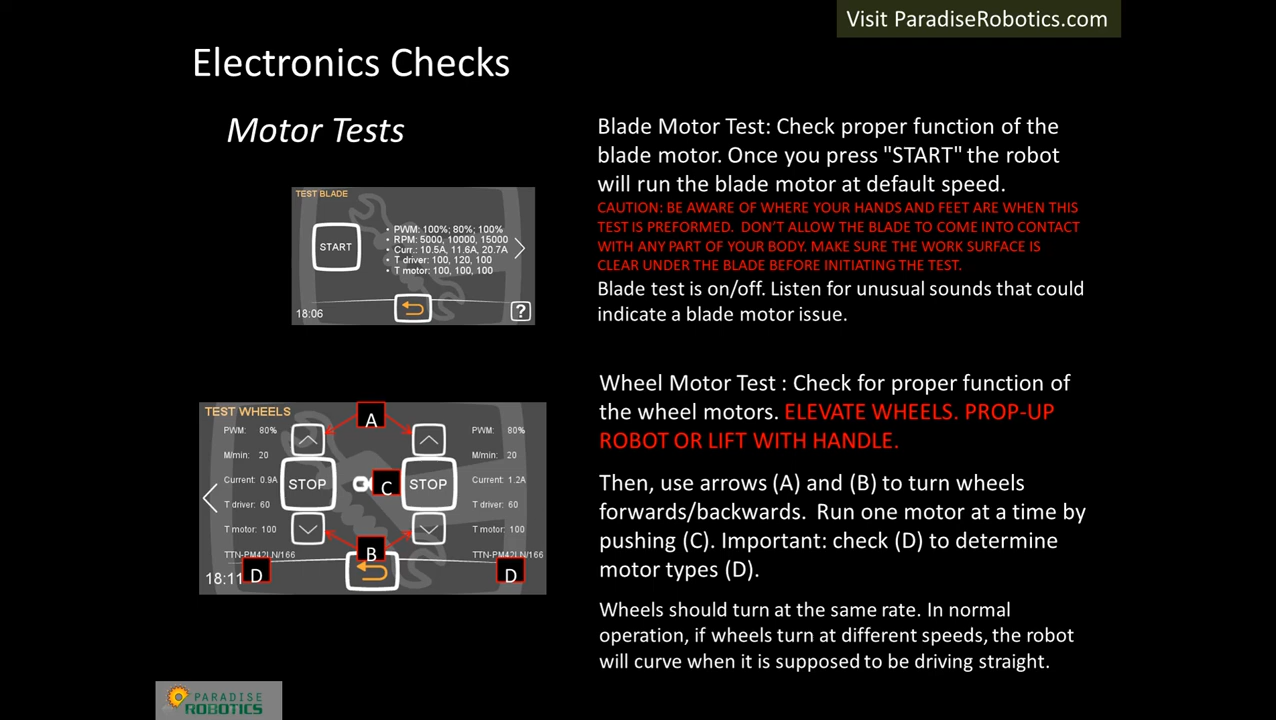 Visit ParadiseRobotics.com
Electronics Checks
Motor Tests
Blade Motor Test: Check proper function of the
blade motor. Once you press "START" the robot
will run the blade motor at default speed.
CAUTION: BE AWARE OF WHERE YOUR HANDS AND FEET ARE WHEN THIS
TEST IS PREFORMED. DON'T ALLOW THE BLADE TO COME INTO CONTACT
WITH ANY PART OF YOUR BODY. MAKE SURE THE WORK SURFACE IS
CLEAR UNDER THE BLADE BEFORE INITIATING THE TEST.
Blade test is on/off. Listen for unusual sounds that could
indicate a blade motor issue.
TEST BLADE
START
• PWM: 100%; 80%; 100%
• RPM: 5000, 10000, 15000
• Curr.: 10.5A, 11.6A, 20.7A
• T driver: 100, 120, 100
• T motor: 100, 100, 100
18:06
?
Wheel Motor Test : Check for proper function of
the wheel motors. ELEVATE WHEELS. PROP-UP
ROBOT OR LIFT WITH HANDLE.
Then, use arrows (A) and (B) to turn wheels
forwards/backwards. Run one motor at a time by
pushing (C). Important: check (D) to determine
motor types (D).
Wheels should turn at the same rate. In normal
operation, if wheels turn at different speeds, the robot
will curve when it is supposed to be driving straight.
TEST WHEELS
A
PWM: 80%
PWM: 80%
M/min: 20
M/min: 20
Current: 0.9A
STOP
C
STOP
Current: 1.2A
T driver: 60
T driver: 60
T motor: 100
T motor: 100
B
TTN-PM42LN/166
TTN-PM42LN/166
18:11
D
D
PARADISE
ROBOTICS